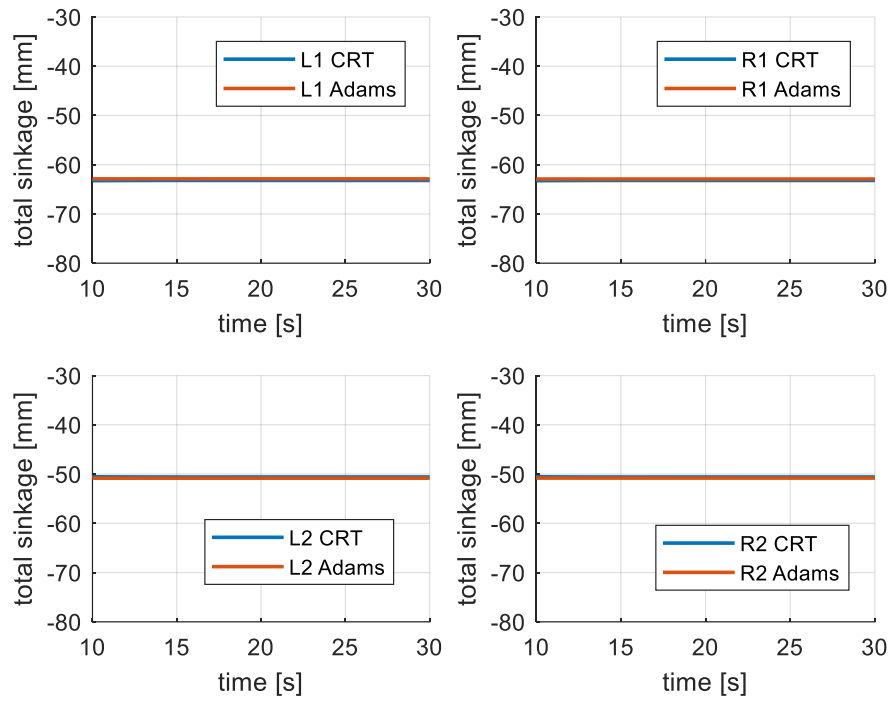 total sinkage [mm]
-30
-40
-50
-60
-70
-80
L1 CRT
L1 Adams
10 15 20 25 30
time [s]
total sinkage [mm]
-30
-40
-50
-60
-70
-80
R1 CRT
R1 Adams
10 15 20 25 30
time [s]
total sinkage [mm]
-30
-40
-50
-60
-70
-80
L2 CRT
L2 Adams
10 15 20 25 30
time [s]
total sinkage [mm]
-30
-40
-50
-60
-70
-80
R2 CRT
R2 Adams
10 15 20 25 30
time [s]